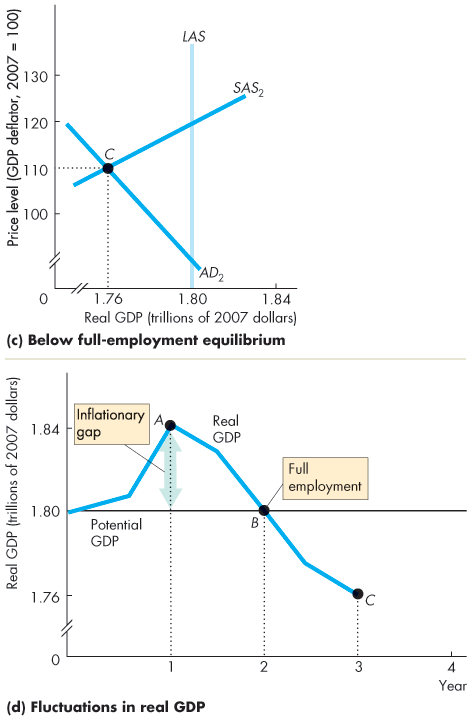 Price level (GDP deflator, 2007 = 100)
LAS
130
SAS2
120
C
110
100
AD2
0
1.76
1.80
1.84
Real GDP (trillions of 2007 dollars)
(c) Below full-employment equilibrium
Real GDP (trillions of 2007 dollars)
Inflationary
gap
A
Real
GDP
1.84
Full
employment
1.80
Potential
GDP
B
1.76
C
0
1
2
3
4
Year
(d) Fluctuations in real GDP